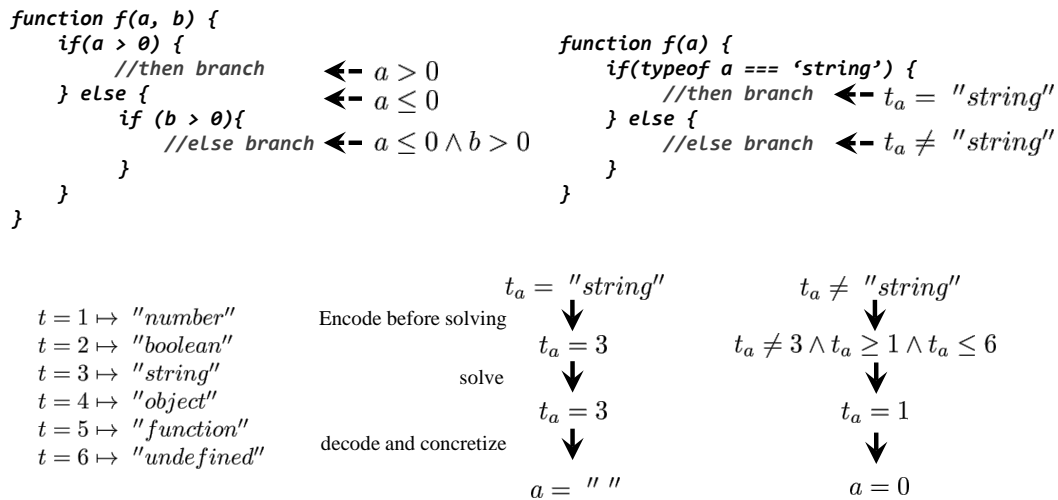 function f(a, b) {
if(a > 0) {
//then branch a > 0
} else { a ≤ 0
if (b > 0){
//else branch a ≤ 0 ∧ b > 0
}
}
}
function f(a) {
if(typeof a === ‘string’) {
//then branch t_a = "string"
} else {
//else branch t_a ≠ "string"
}
}
t = 1 ↦ "number"
t = 2 ↦ "boolean"
t = 3 ↦ "string"
t = 4 ↦ "object"
t = 5 ↦ "function"
t = 6 ↦ "undefined"
Encode before solving
solve
decode and concretize
t_a = "string"
t_a = 3
t_a = 3
a = " "
t_a ≠ "string"
t_a ≠ 3 ∧ t_a ≥ 1 ∧ t_a ≤ 6
t_a = 1
a = 0